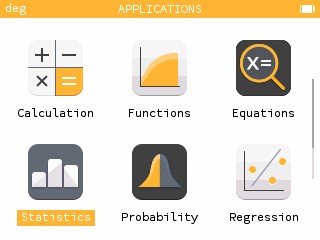 deg APPLICATIONS
X=
Calculation Functions Equations
Statistics Probability Regression